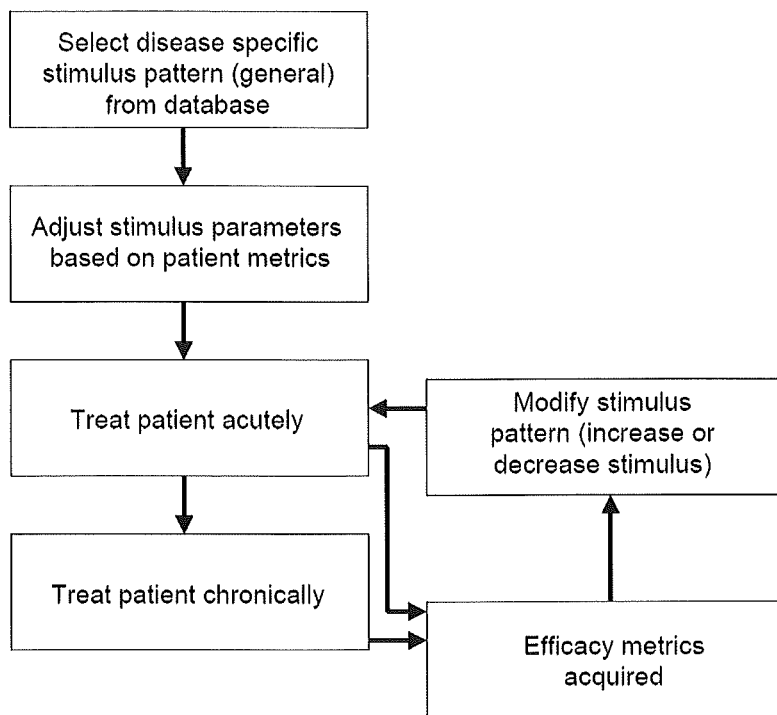 Select disease specific
stimulus pattern (general)
from database
Adjust stimulus parameters
based on patient metrics
Treat patient acutely
Modify stimulus
pattern (increase or
decrease stimulus)
Treat patient chronically
Efficacy metrics
acquired